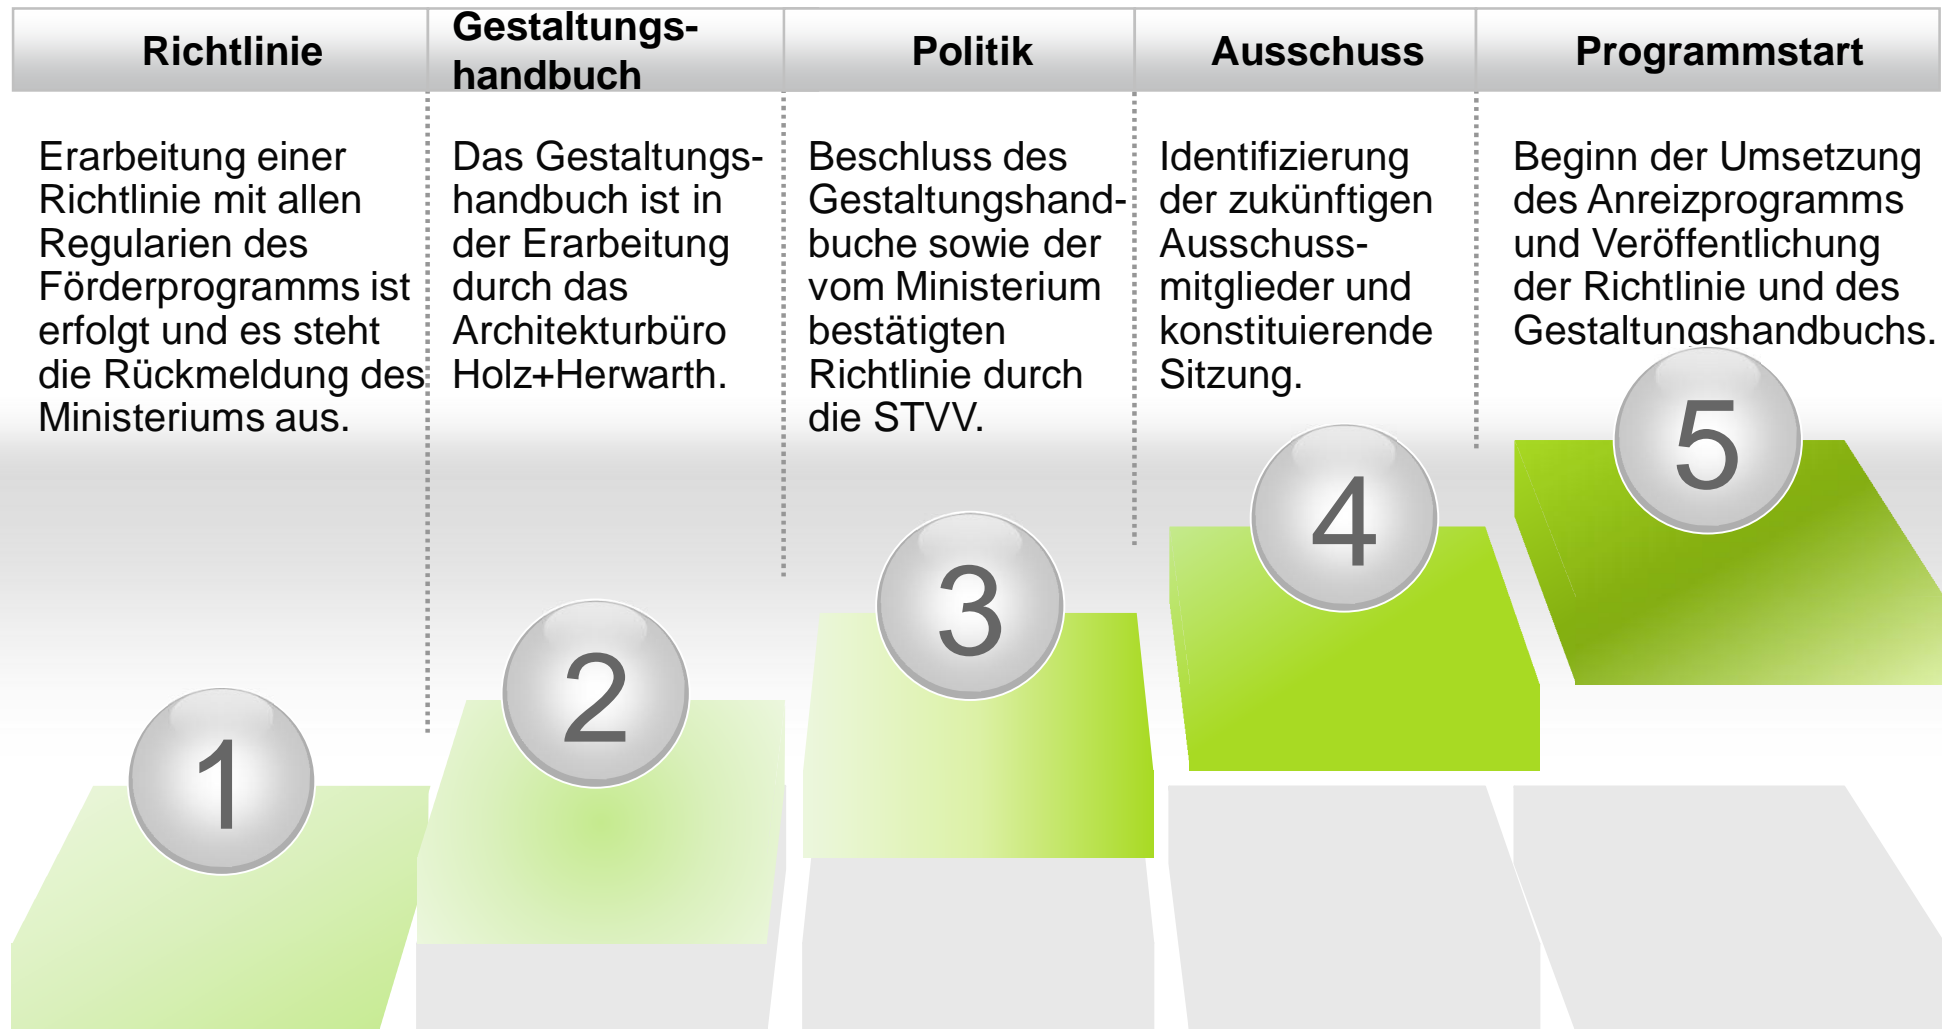 Richtlinie
Erarbeitung einer
Richtlinie mit allen
Regularien des
Förderprogramms ist
erfolgt und es steht
die Rückmeldung des
Ministeriums aus.
1
Gestaltungs-
handbuch
Das Gestaltungs-
handbuch ist in
der Erarbeitung
durch das
Architekturbüro
Holz+Herwarth.
2
Politik
Beschluss des
Gestaltungshand-
buche sowie der
vom Ministerium
bestätigten
Richtlinie durch
die STVV.
3
Ausschuss
Identifizierung
der zukünftigen
Ausschuss-
mitglieder und
konstituierende
Sitzung.
4
Programmstart
Beginn der Umsetzung
des Anreizprogramms
und Veröffentlichung
der Richtlinie und des
Gestaltungshandbuchs.
5